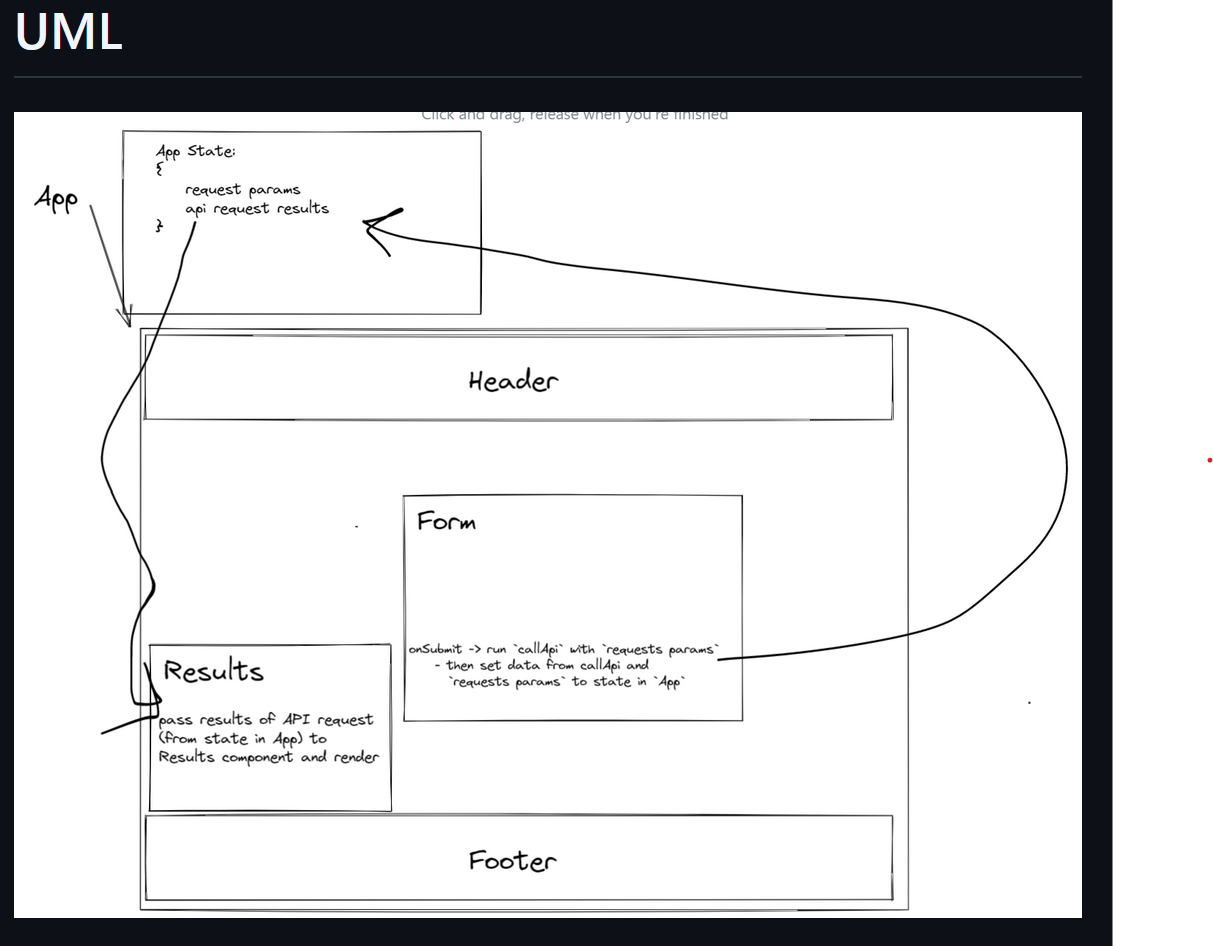 UML
Click and drag, release when you're finished
App State:
{
request params
api request results
}
App
Header
Form
onSubmit -> run `callApi` with `requests params`
- then set data from callApi and
`requests params` to state in `App`
Results
pass results of API request
(from state in App) to
Results component and render
Footer